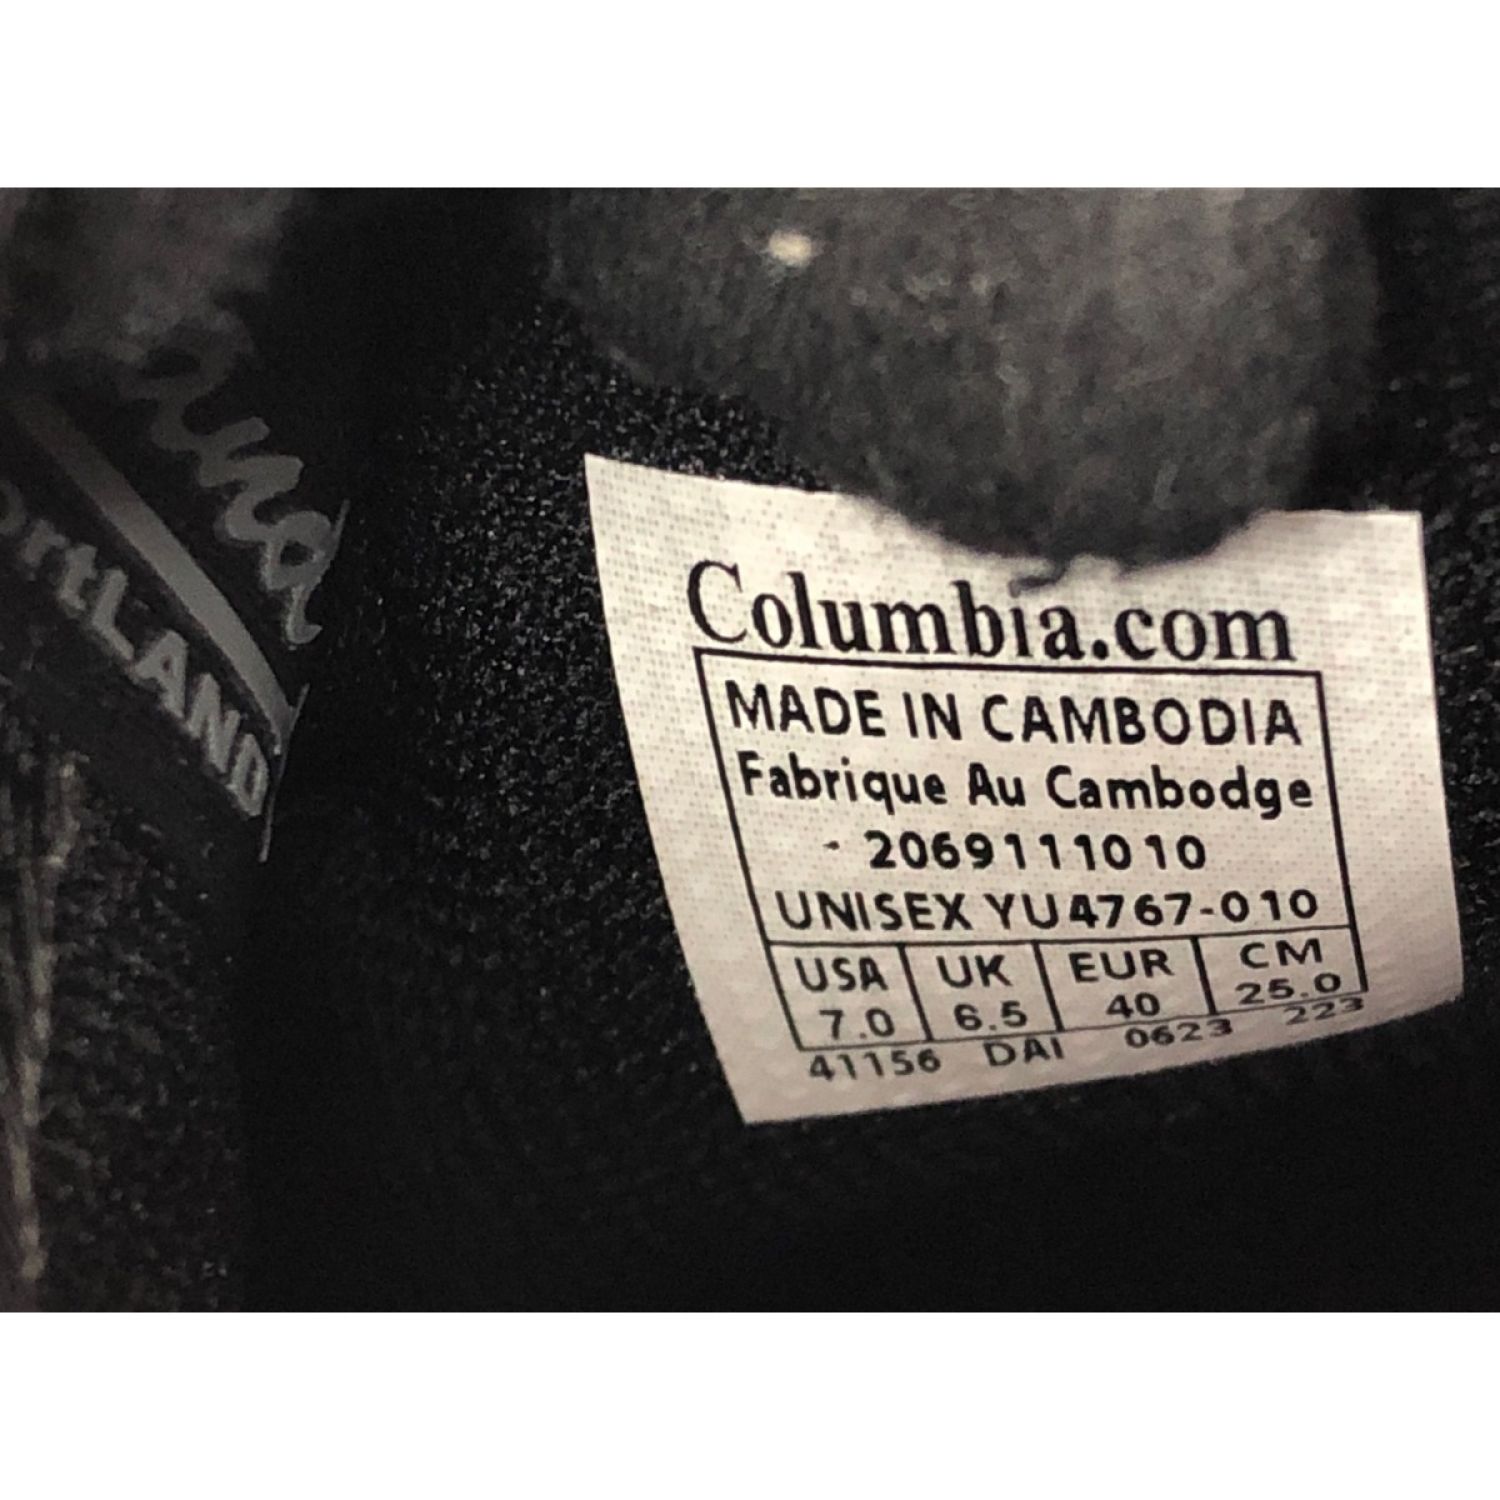 PortLAND
Columbia.com
MADE IN CAMBODIA
Fabrique Au Cambodge
2069111010
UNISEX YU4767-010
USA UK EUR CM
7.0 6.5 40 25.0
41156 DAI 0623 223